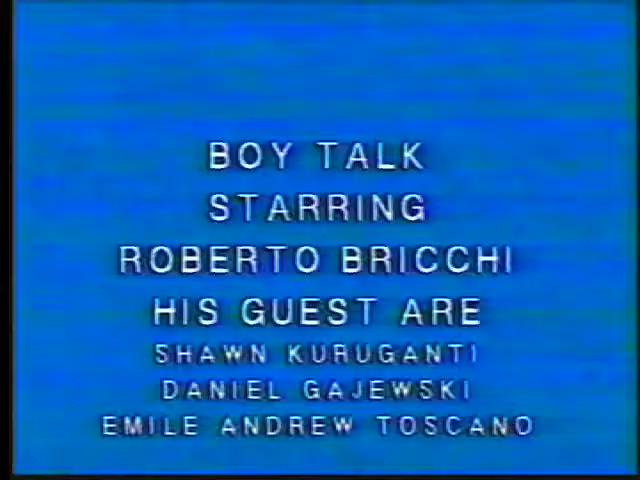 BOY TALK
STARRING
ROBERTO BRICCHI
HIS GUEST ARE
SHAWN KURUGANTI
DANIEL GAJEWSKI
EMILE ANDREW TOSCANO